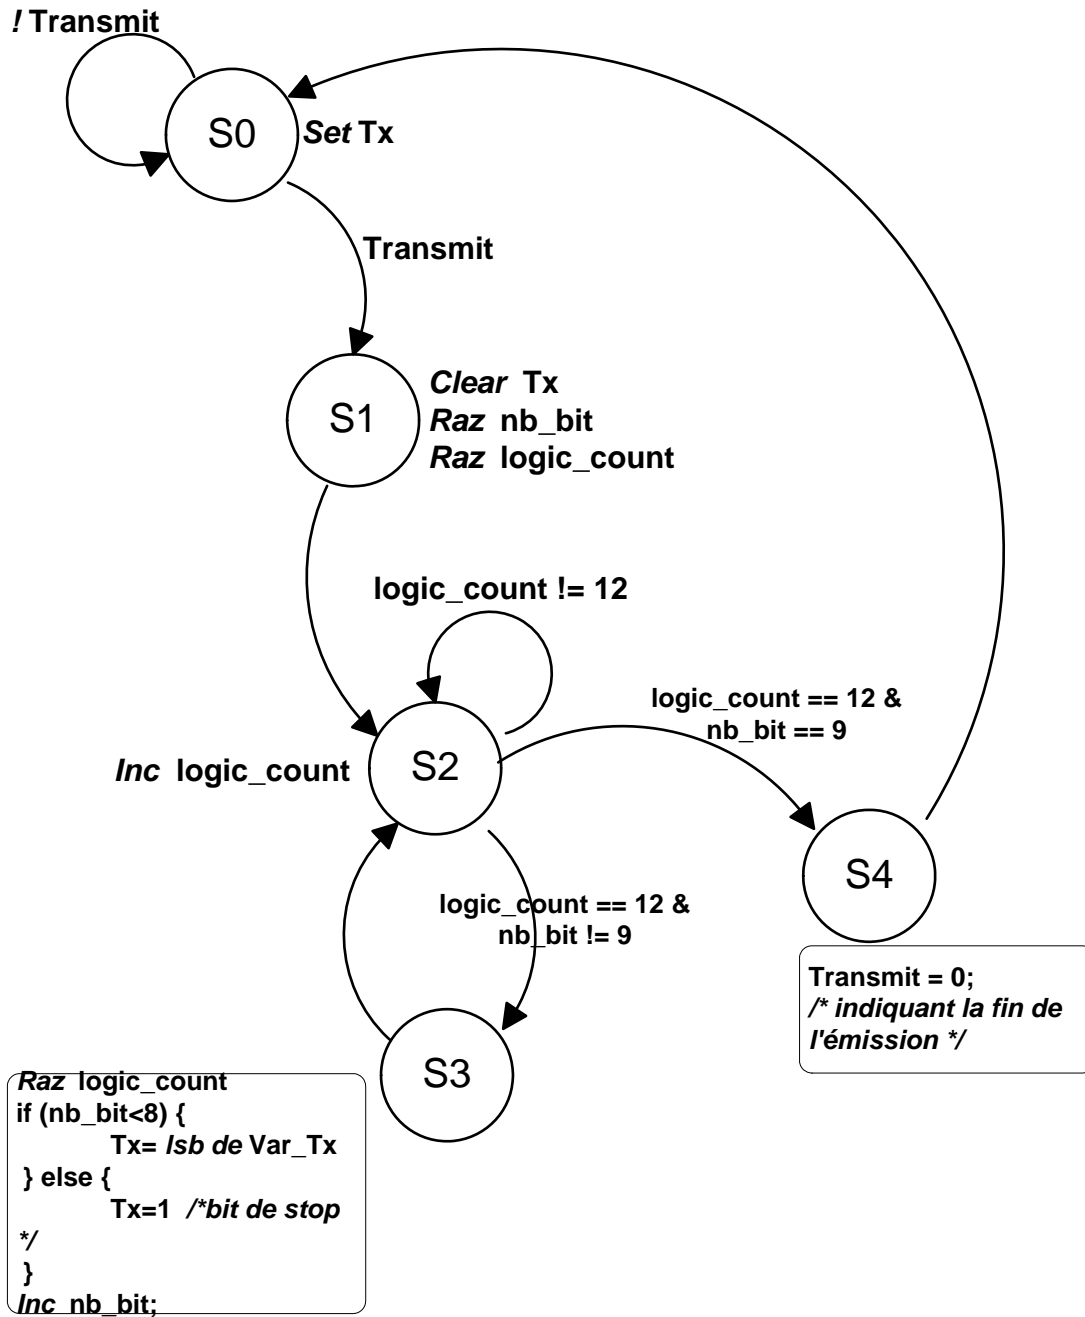 ! Transmit
S0
Set Tx
Transmit
S1
Clear Tx
Raz nb_bit
Raz logic_count
logic_count != 12
logic_count == 12 &
nb_bit == 9
Inc logic_count
S2
S4
logic_count == 12 &
nb_bit != 9
Transmit = 0;
/* indiquant la fin de
l'émission */
S3
Raz logic_count
if (nb_bit<8) {
Tx= lsb de Var_Tx
} else {
Tx=1 /*bit de stop
*/
}
Inc nb_bit;